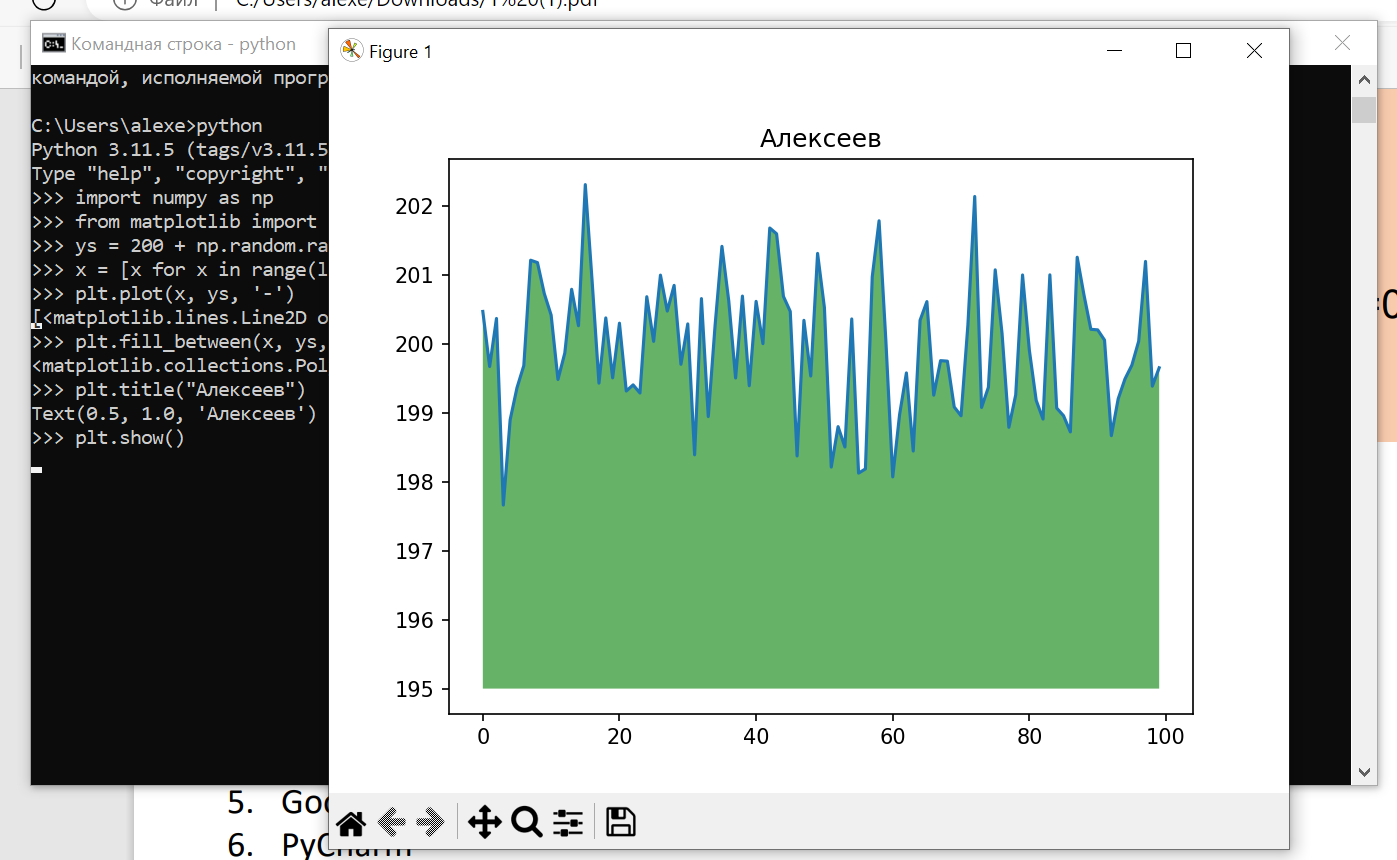 Файл | C:/Users/alexe/Downloads/1%20(1).pdf
Командная строка - python
командой, исполняемой прогр
C:\Users\alexe>python
Python 3.11.5 (tags/v3.11.5
Type "help", "copyright", "
>>> import numpy as np
>>> from matplotlib import
>>> ys = 200 + np.random.ra
>>> x = [x for x in range(l
>>> plt.plot(x, ys, '-')
[<matplotlib.lines.Line2D o
>>> plt.fill_between(x, ys,
<matplotlib.collections.Pol
>>> plt.title("Алексеев")
Text(0.5, 1.0, 'Алексеев')
>>> plt.show()
Figure 1
Алексеев
202
201
200
199
198
197
196
195
0 20 40 60 80 100
=0
5. Goo
6. PyCharm